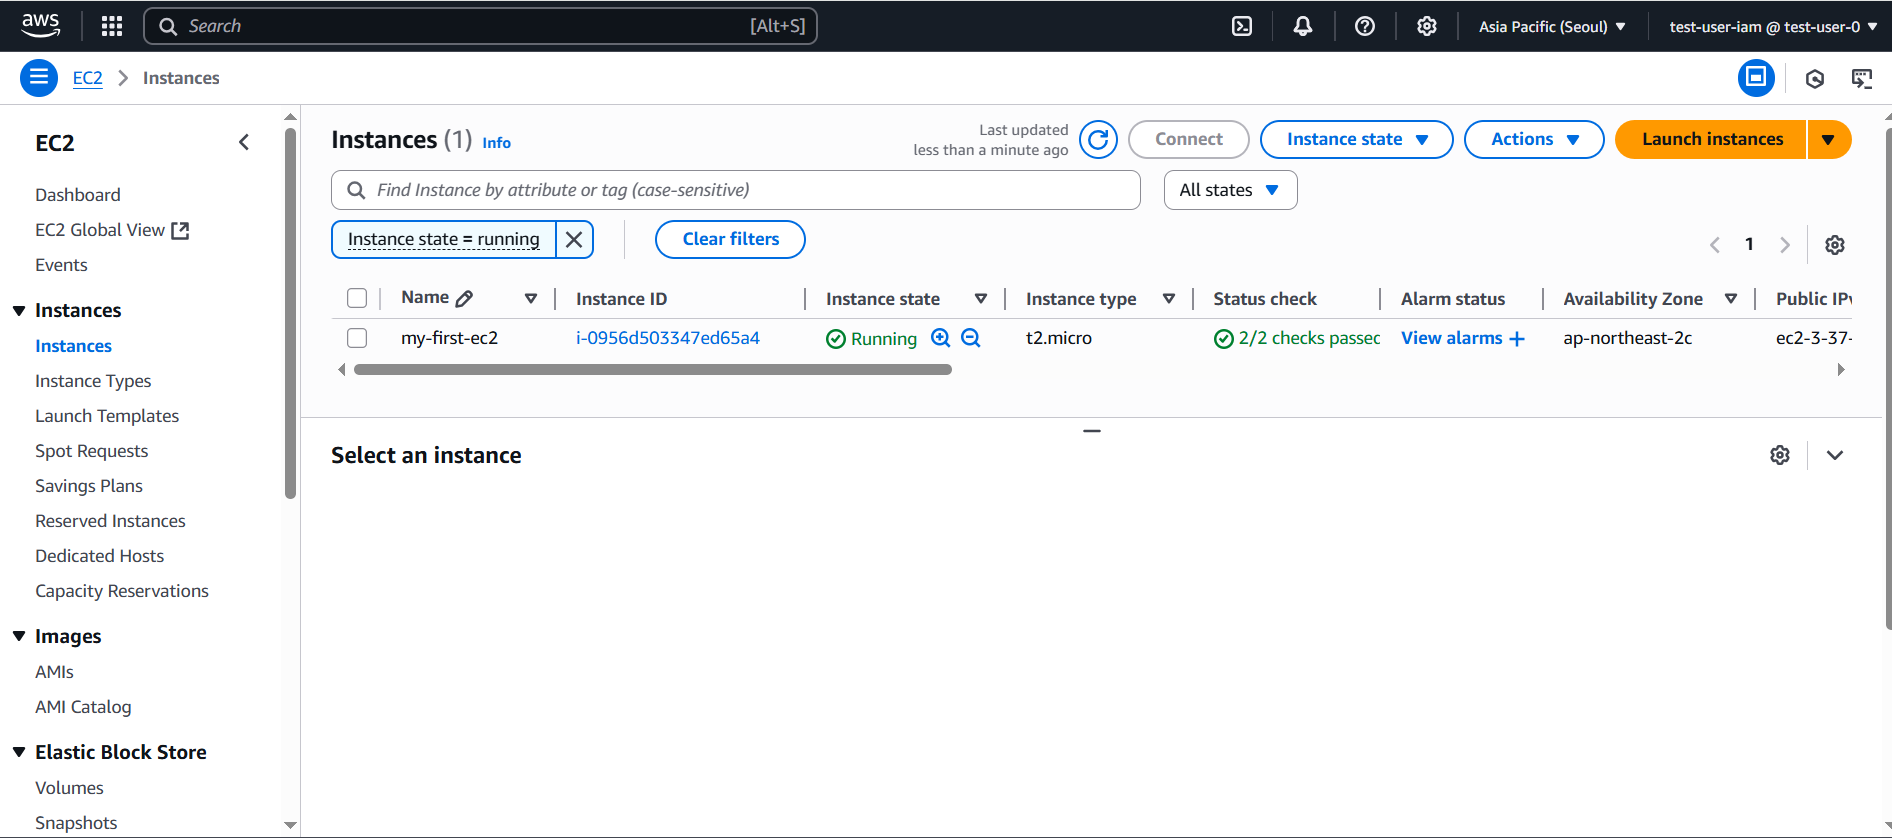 aws
Search [Alt+S]
Asia Pacific (Seoul)
test-user-iam @ test-user-0
EC2 Instances
EC2
Dashboard
EC2 Global View
Events
Instances
Instances
Instance Types
Launch Templates
Spot Requests
Savings Plans
Reserved Instances
Dedicated Hosts
Capacity Reservations
Images
AMIs
AMI Catalog
Elastic Block Store
Volumes
Snapshots
Instances (1) Info
Last updated
less than a minute ago
Connect
Instance state
Actions
Launch instances
Find Instance by attribute or tag (case-sensitive)
All states
Instance state = running
Clear filters
1
Name Instance ID Instance state Instance type Status check Alarm status Availability Zone Public IPv
my-first-ec2 i-0956d503347ed65a4 Running t2.micro 2/2 checks passed View alarms + ap-northeast-2c ec2-3-37-
Select an instance